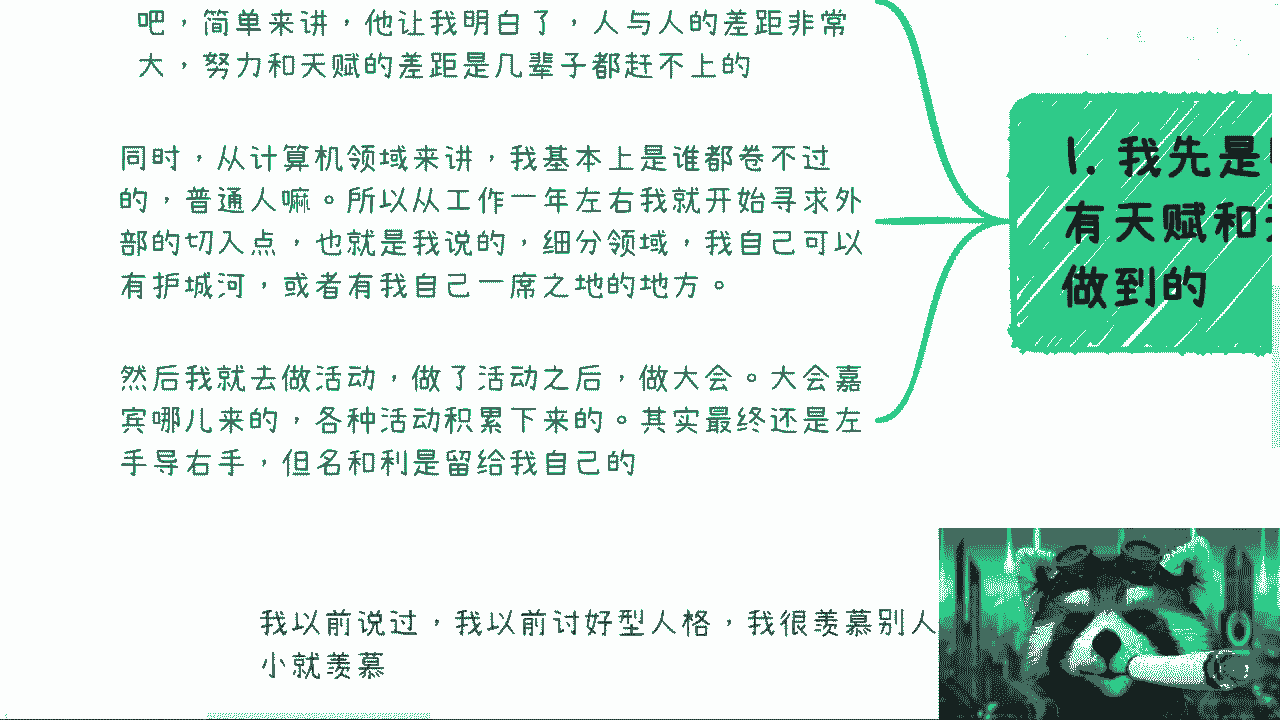 吧，简单来讲，他让我明白了，人与人的差距非常
大，努力和天赋的差距是几辈子都赶不上的
同时，从计算机领域来讲，我基本上是谁都卷不过
的，普通人嘛。所以从工作一年左右我就开始寻求外
部的切入点，也就是我说的，细分领域，我自己可以
有护城河，或者有我自己一席之地的地方。
然后我就去做活动，做了活动之后，做大会。大会嘉
宾哪儿来的，各种活动积累下来的。其实最终还是左
手导右手，但名和利是留给我自己的
1. 我先是
有天赋和
做到的
我以前说过，我以前讨好型人格，我很羡慕别人
小就羡慕